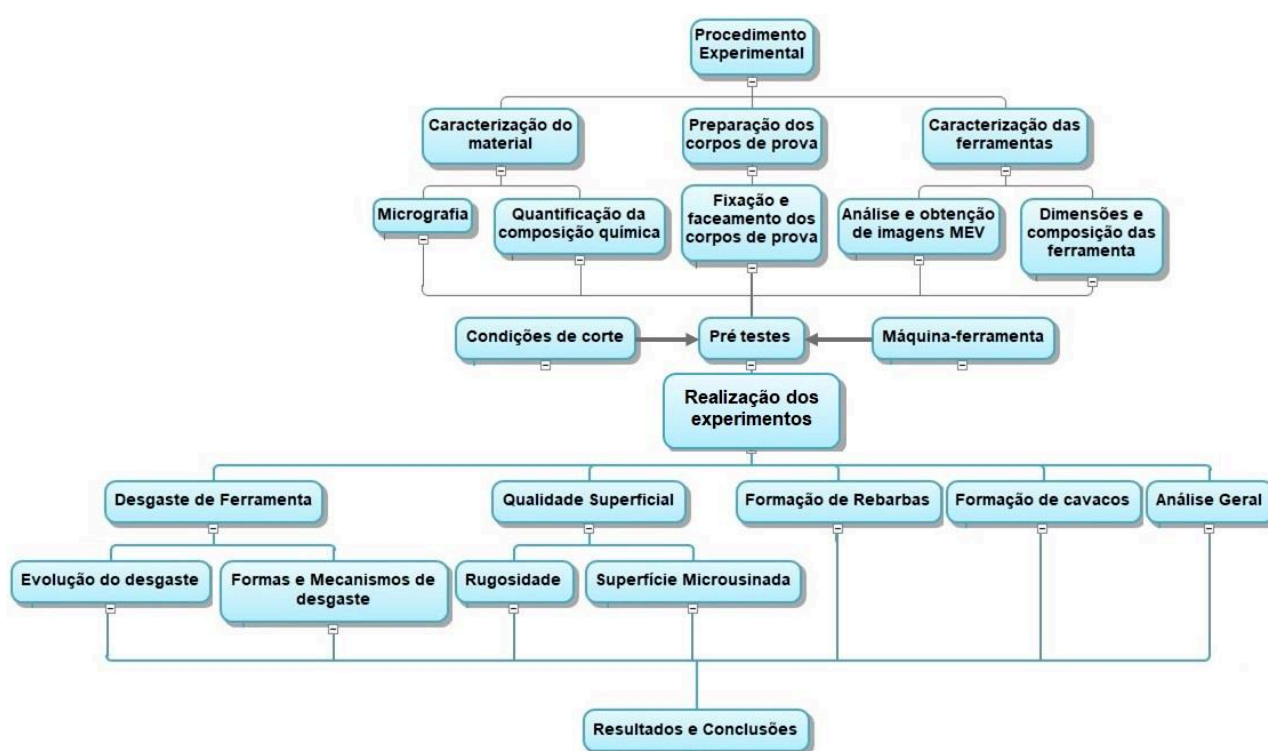 Procedimento
Experimental
Caracterização do
material
Preparação dos
corpos de prova
Caracterização das
ferramentas
Micrografia
Quantificação da
composição química
Fixação e
faceamento dos
corpos de prova
Análise e obtenção
de imagens MEV
Dimensões e
composição das
ferramenta
Condições de corte
Pré testes
Máquina-ferramenta
Realização dos
experimentos
Desgaste de Ferramenta
Qualidade Superficial
Formação de Rebarbas
Formação de cavacos
Análise Geral
Evolução do desgaste
Formas e Mecanismos de
desgaste
Rugosidade
Superfície Microusinada
Resultados e Conclusões